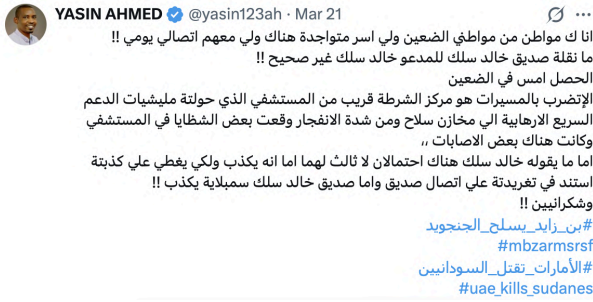 YASIN AHMED @yasin123ah · Mar 21
انا ك مواطن من مواطني الضعين ولي اسر متواجدة هناك ولي معهم اتصالي يومي !!
ما نقلة صديق خالد سلك للمدعو خالد سلك غير صحيح !!
الحصل امس في الضعين
الإتضرب بالمسيرات هو مركز الشرطة قريب من المستشفي الذي حولتة مليشيات الدعم
السريع الارهابية الي مخازن سلاح ومن شدة الانفجار وقعت بعض الشظايا في المستشفي
وكانت هناك بعض الاصابات ،،
اما ما يقوله خالد سلك هناك احتمالان لا ثالث لهما اما انه يكذب ولكي يغطي علي كذبتة
استند في تغريدتة علي اتصال صديق واما صديق خالد سلك سمبلاية يكذب !!
وشكرانيين !!
#بن_زايد_يسلح_الجنجويد
#mbzarmsrsf
#الأمارات_تقتل_السودانيين
#uae_kills_sudanes